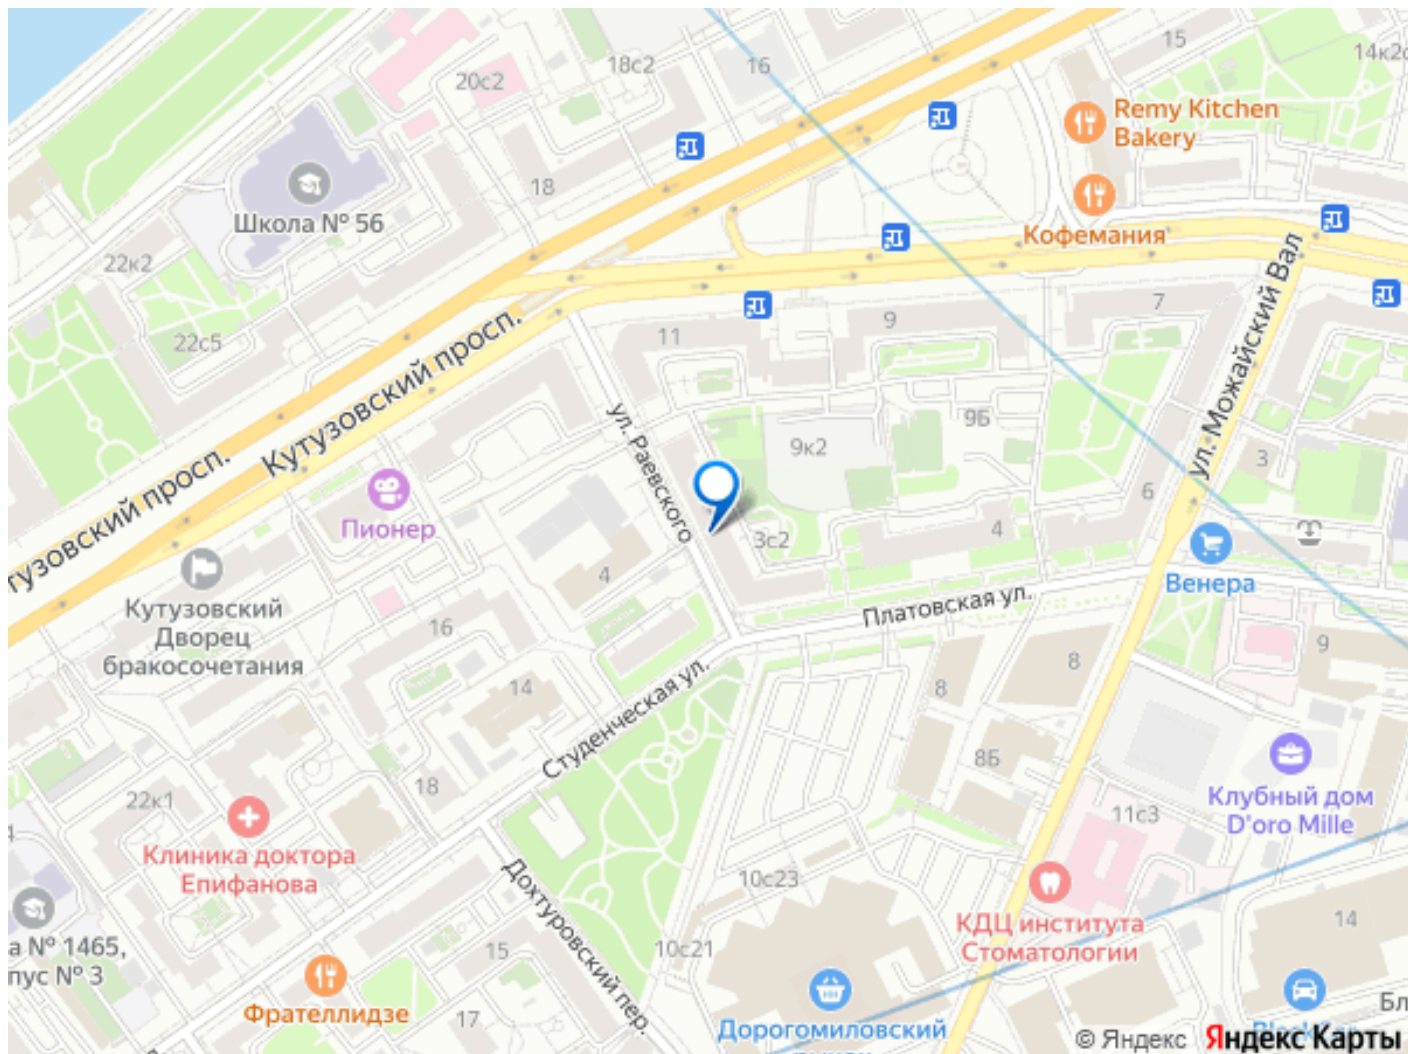 15
14к2с
18с2
16
20с2
Remy Kitchen
Bakery
18
Школа № 56
Кофемания
22к2
ул. Можайский Вал
22с5
11
9
7
Кутузовский просп.
тузовский просп.
ул. Раевского
9Б
9к2
3
6
Пионер
3с2
4
4
Венера
Кутузовский
Дворец
бракосочетания
Платовская ул.
16
8
9
14
8
Студенческая ул.
8Б
18
22к1
Клубный дом
D'oro Mille
11с3
Клиника доктора
Епифанова
10с23
Дохтуровский пер.
КДЦ института
Стоматологии
14
а № 1465,
пус № 3
15
10с21
Фрателлидзе
17
Дорогомиловский
Бл
© Яндекс Яндекс Карты